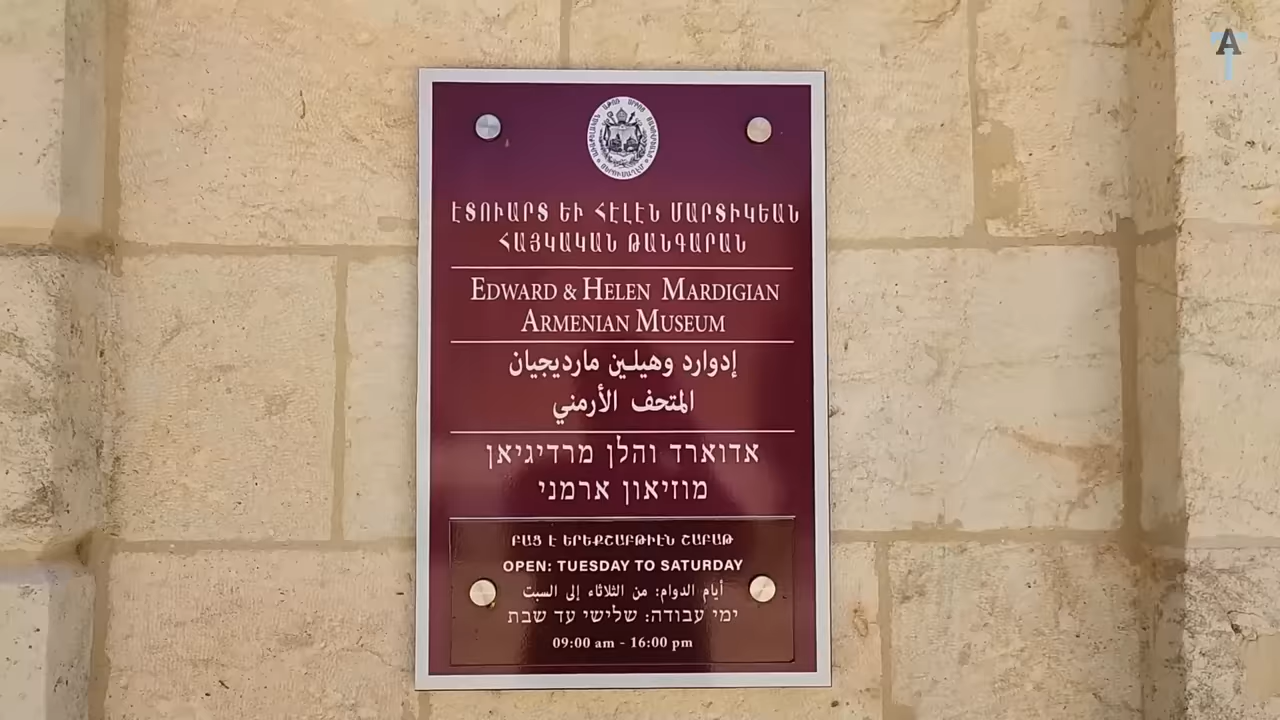 ԷՏՈՒԱՐՏ ԵՒ ՀԷԼԷՆ ՄԱՐՏԻԿԵԱՆ
ՀԱՅԿԱԿԱՆ ԹԱՆԳԱՐԱՆ
EDWARD & HELEN MARDIGIAN
ARMENIAN MUSEUM
إدوارد وهيلين مارديجيان
المتحف الأرمني
אדוארד והלן מרדיגיאן
מוזיאון ארמני
ԲԱՑ Է ԵՐԵՔՇԱԲԹԻԷՆ ՇԱԲԱԹ
OPEN: TUESDAY TO SATURDAY
أيام الدوام: من الثلاثاء إلى السبت
ימי עבודה: שלישי עד שבת
09:00 am - 16:00 pm